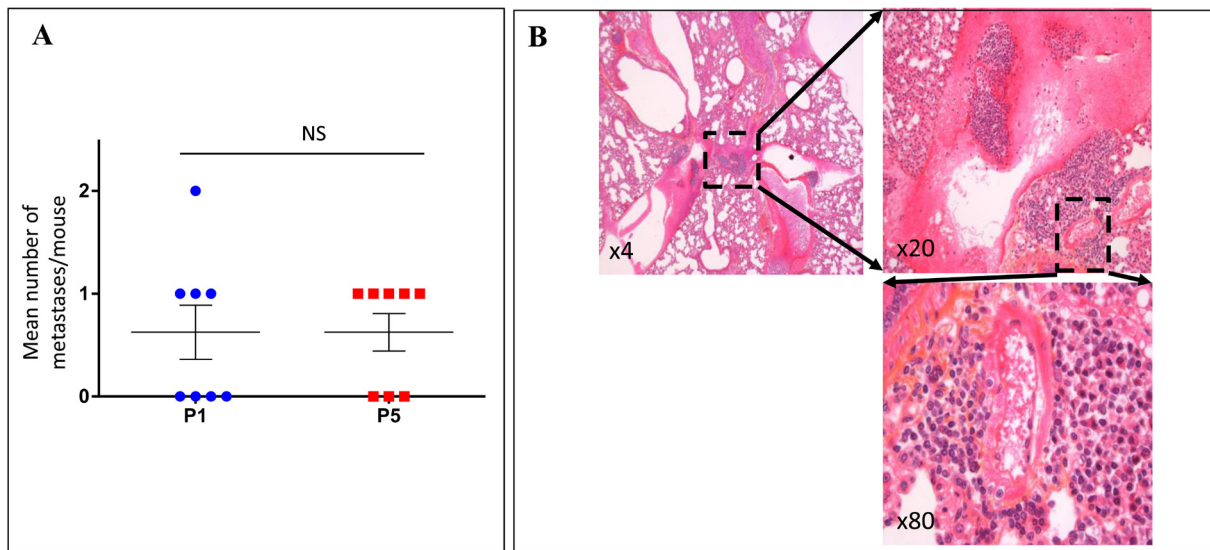 A
NS
Mean number of
metastases/mouse
2
1
0
P1
P5
B
x4
x20
x80